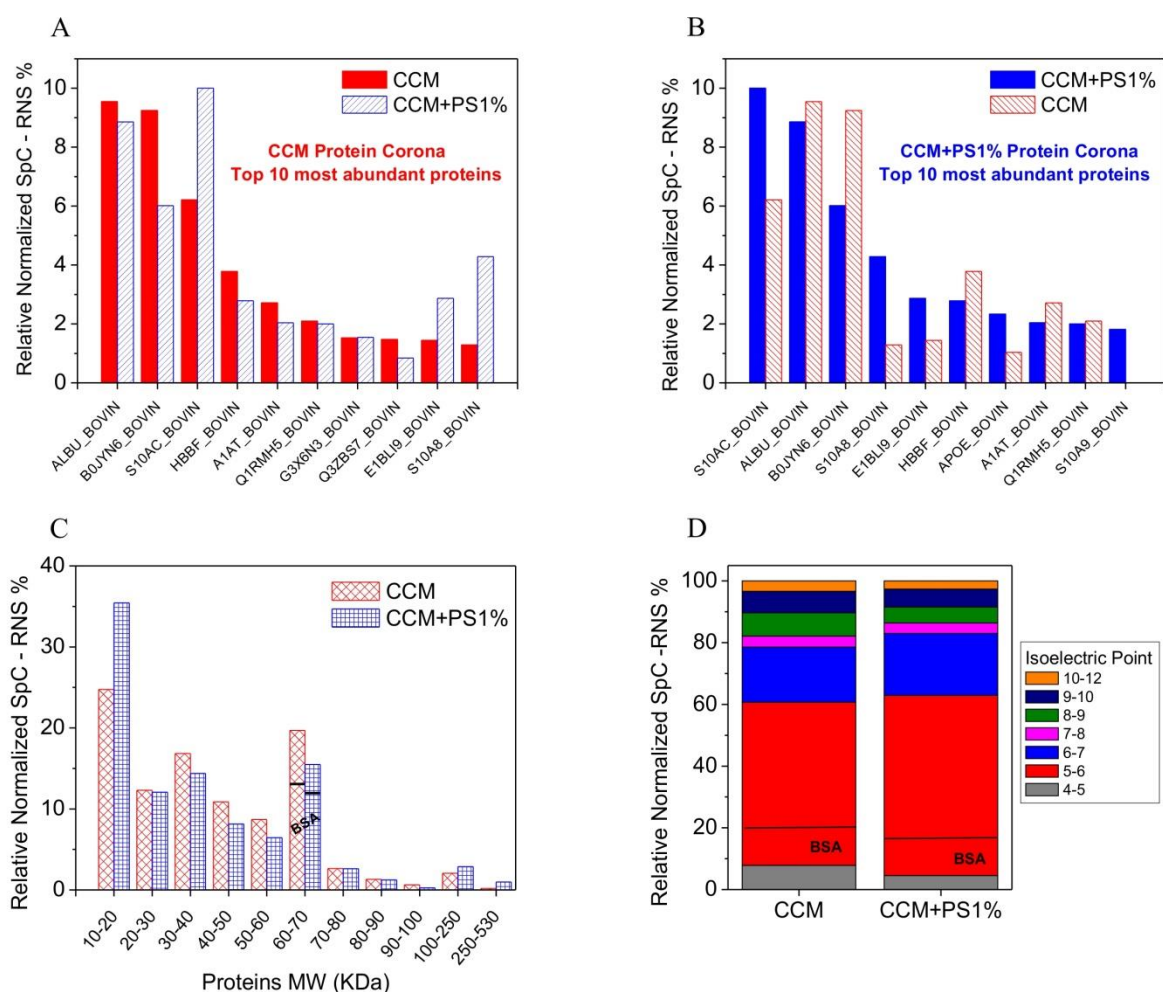 A
Relative Normalized SpC - RNS %
10
8
6
4
2
0
CCM
CCM+PS1%
CCM Protein Corona
Top 10 most abundant proteins
ALBU_BOVIN
B0JYN6_BOVIN
S10AC_BOVIN
HBBF_BOVIN
A1AT_BOVIN
Q1RMH5_BOVIN
G3X6N3_BOVIN
Q3ZBS7_BOVIN
E1BLI9_BOVIN
S10A8_BOVIN
B
Relative Normalized SpC - RNS %
10
8
6
4
2
0
CCM+PS1%
CCM
CCM+PS1% Protein Corona
Top 10 most abundant proteins
S10AC_BOVIN
ALBU_BOVIN
B0JYN6_BOVIN
S10A8_BOVIN
E1BLI9_BOVIN
HBBF_BOVIN
APOE_BOVIN
A1AT_BOVIN
Q1RMH5_BOVIN
S10A9_BOVIN
C
Relative Normalized SpC - RNS %
40
30
20
10
0
CCM
CCM+PS1%
BSA
10-20
20-30
30-40
40-50
50-60
60-70
70-80
80-90
90-100
100-250
250-530
Proteins MW (KDa)
D
Relative Normalized SpC -RNS %
100
80
60
40
20
0
BSA
BSA
CCM
CCM+PS1%
Isoelectric Point
10-12
9-10
8-9
7-8
6-7
5-6
4-5